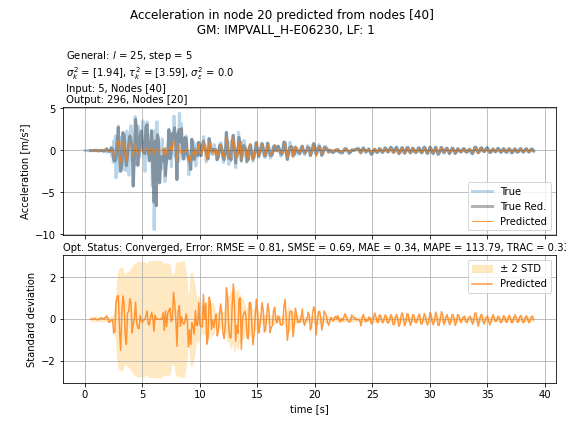 Acceleration in node 20 predicted from nodes [40]
GM: IMPVALL_H-E06230, LF: 1
General: l = 25, step = 5
σ²ₖ = [1.94], τ²ₖ = [3.59], σ²ε = 0.0
Input: 5, Nodes [40]
Output: 296, Nodes [20]
Acceleration [m/s²]
5
0
−5
−10
True
True Red.
Predicted
Opt. Status: Converged, Error: RMSE = 0.81, SMSE = 0.69, MAE = 0.34, MAPE = 113.79, TRAC = 0.33
Standard deviation
2
0
−2
± 2 STD
Predicted
0 5 10 15 20 25 30 35 40
time [s]